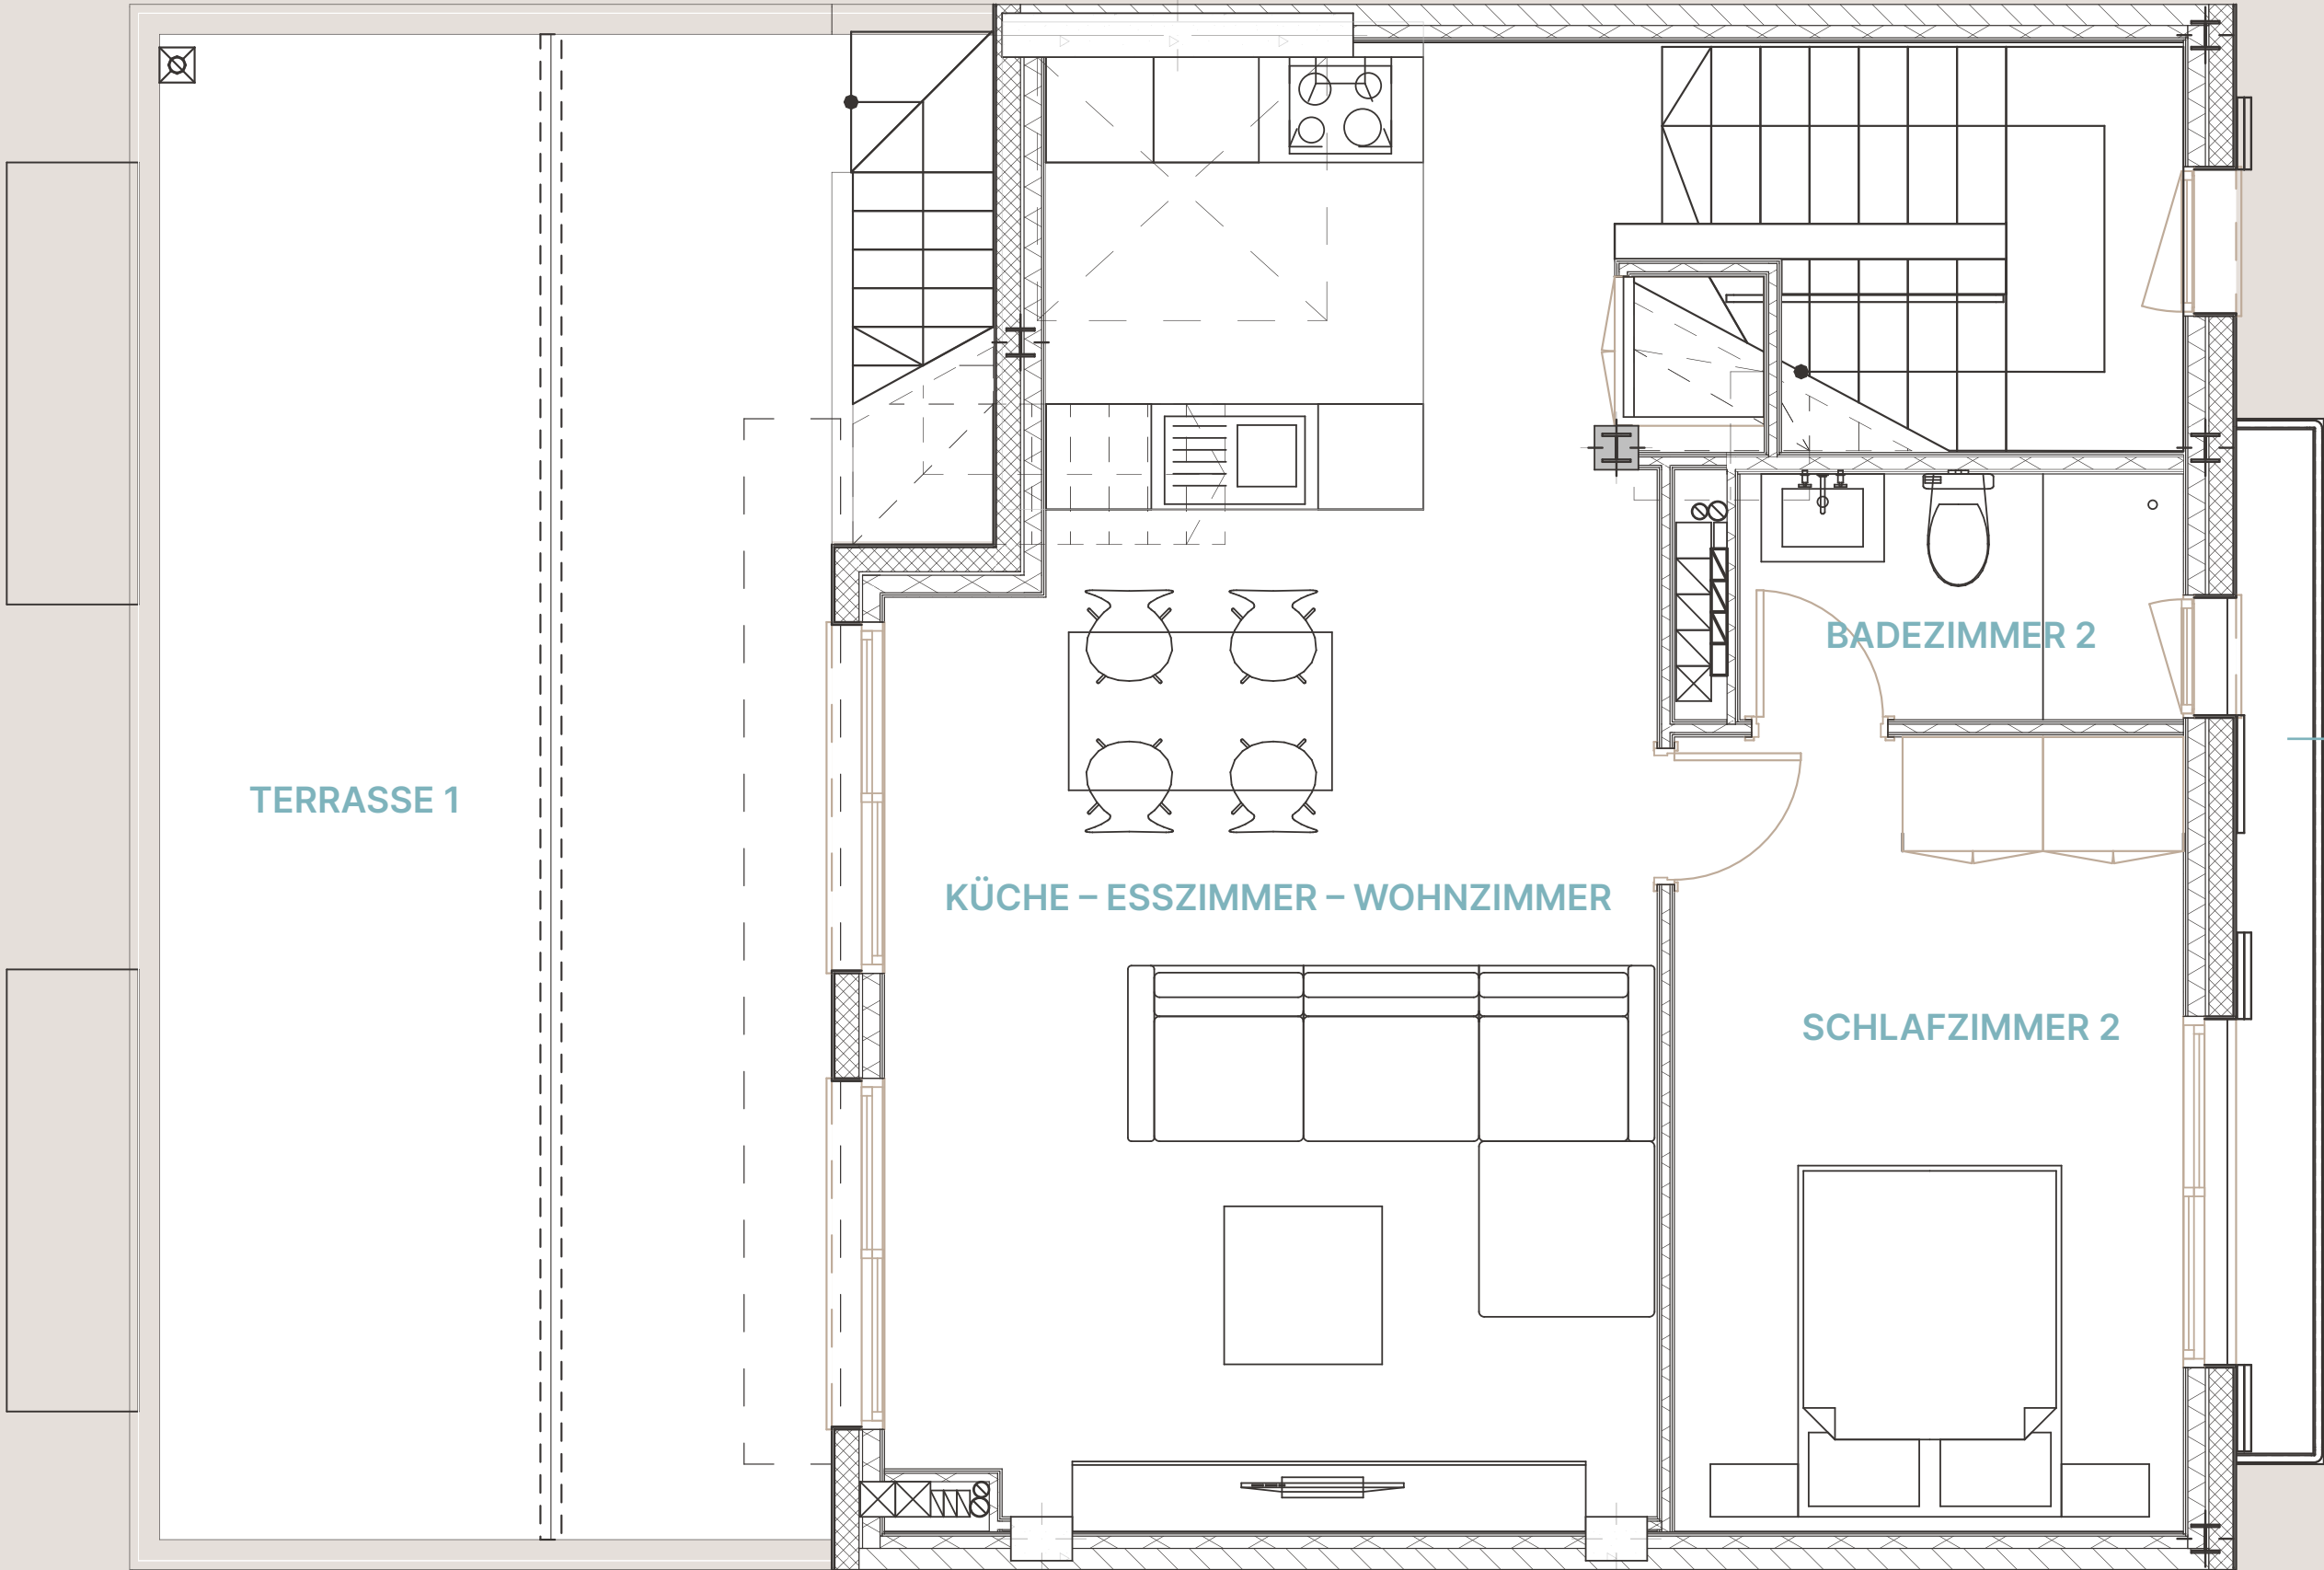 BADEZIMMER 2
TERRASSE 1
KÜCHE – ESSZIMMER – WOHNZIMMER
SCHLAFZIMMER 2